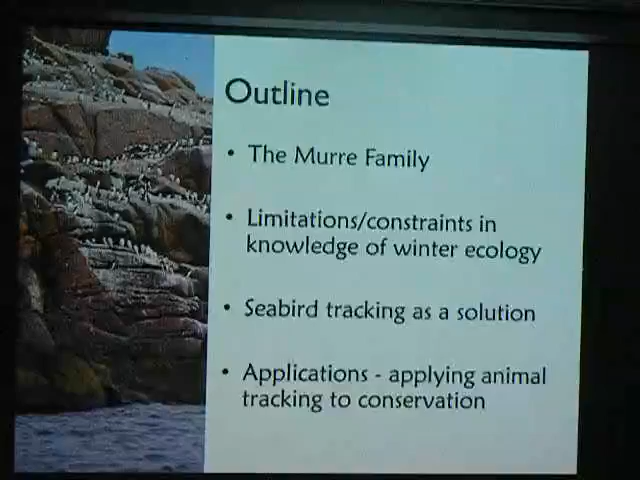 Outline
• The Murre Family
• Limitations/constraints in
knowledge of winter ecology
• Seabird tracking as a solution
• Applications - applying animal
tracking to conservation